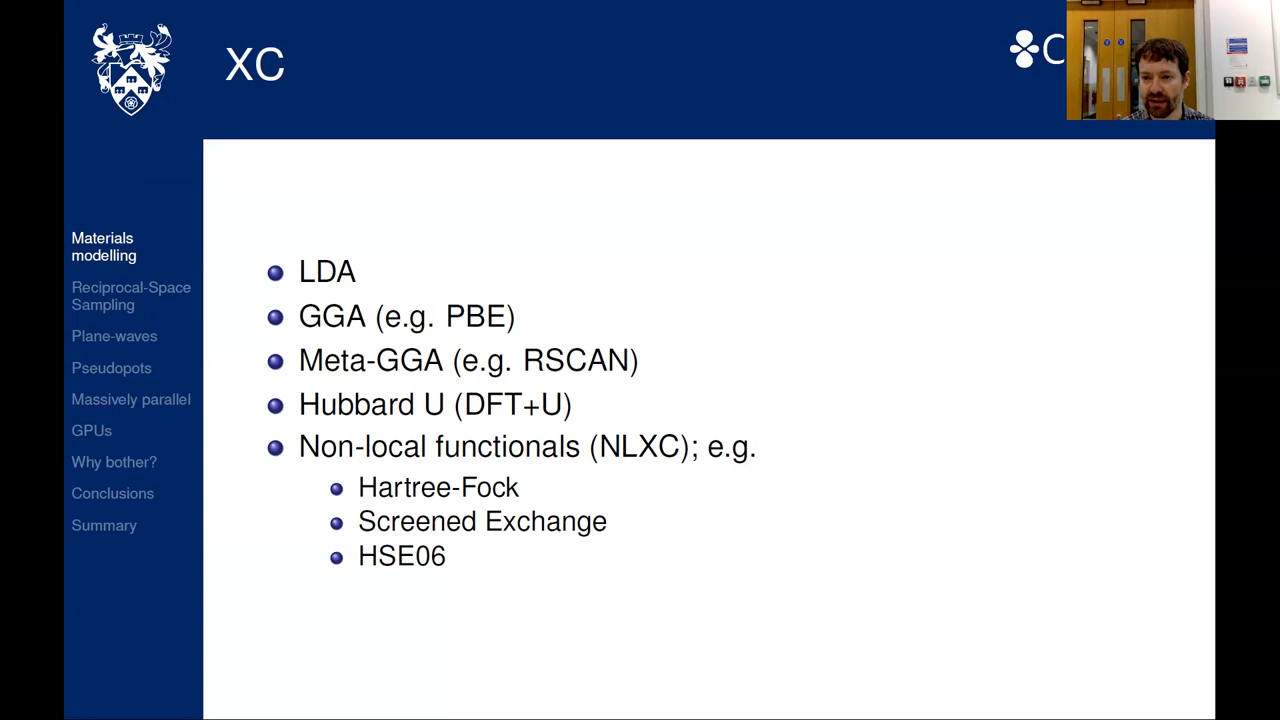 XC
C
Materials
modelling
Reciprocal-Space
Sampling
Plane-waves
Pseudopots
Massively parallel
GPUs
Why bother?
Conclusions
Summary
LDA
GGA (e.g. PBE)
Meta-GGA (e.g. RSCAN)
Hubbard U (DFT+U)
Non-local functionals (NLXC); e.g.
Hartree-Fock
Screened Exchange
HSE06